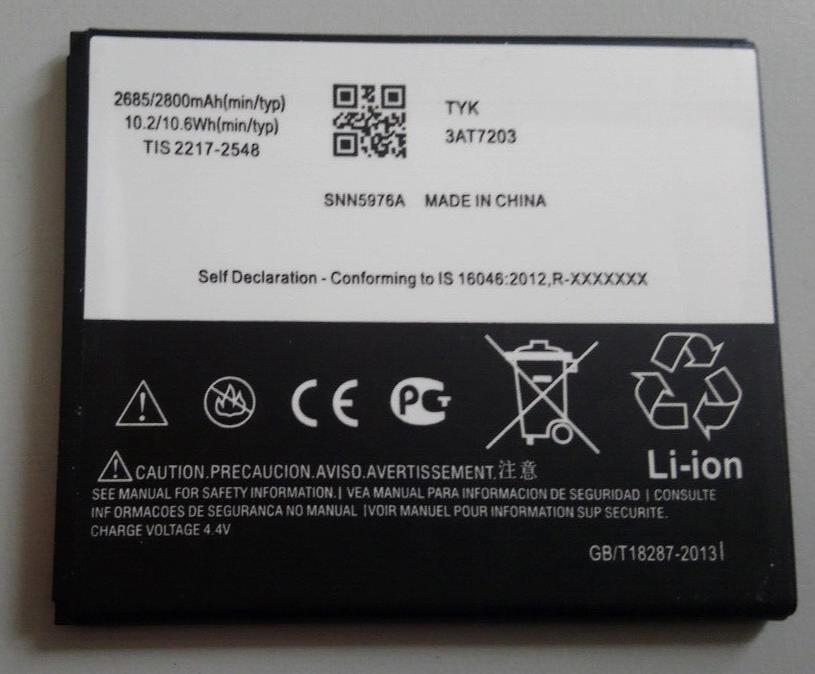 2685/2800mAh(min/typ)
10.2/10.6Wh(min/typ)
TIS 2217-2548
TYK
3AT7203
SNN5976A MADE IN CHINA
Self Declaration - Conforming to IS 16046:2012,R-XXXXXXX
CE PG
Li-ion
CAUTION.PRECAUCION.AVISO.AVERTISSEMENT.注意
SEE MANUAL FOR SAFETY INFORMATION. | VEA MANUAL PARA INFORMACION DE SEGURIDAD | CONSULTE
INF ORMACOES DE SEGURANCA NO MANUAL |VOIR MANUEL POUR INFORMATION SUP SECURITE.
CHARGE VOLTAGE 4.4V
GB/T18287-2013|